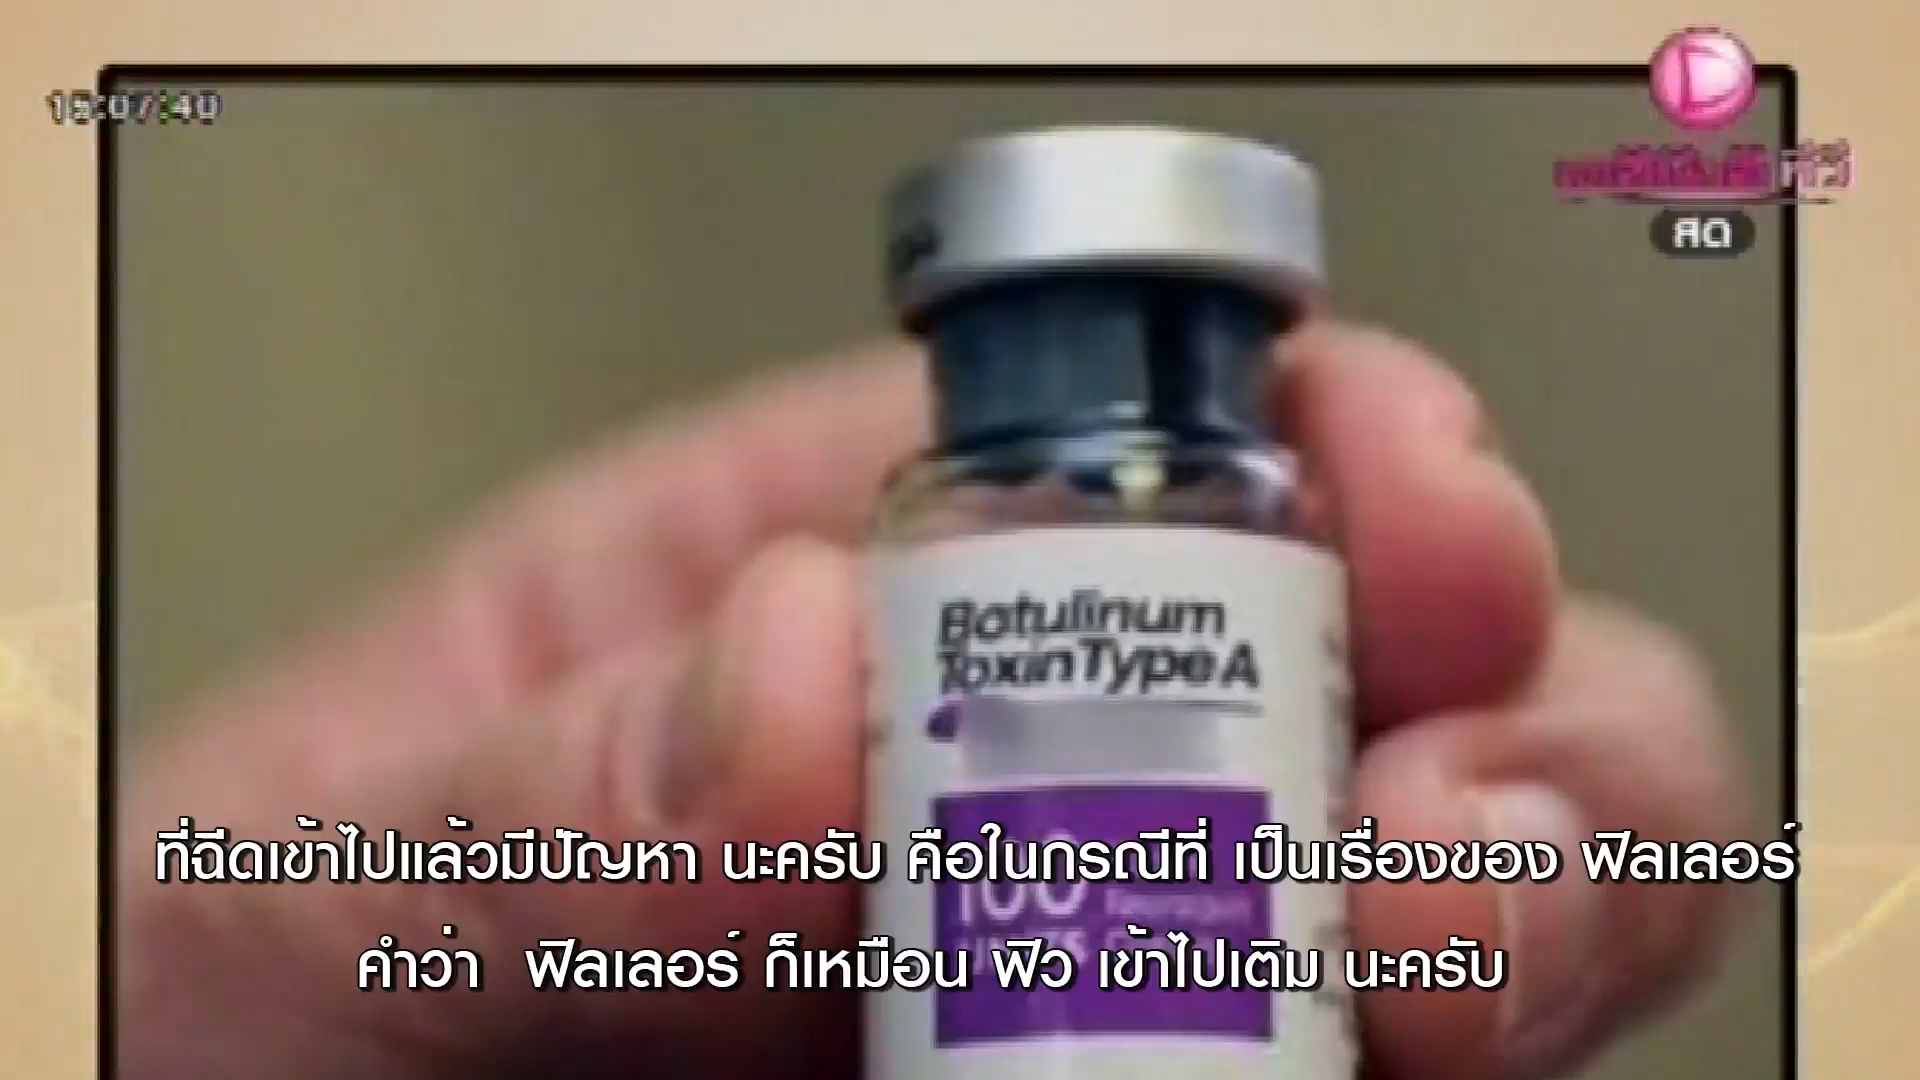 สด
Botulinum
Toxin Type A
100
ที่ฉีดเข้าไปแล้วมีปัญหา นะครับ คือในกรณีที่ เป็นเรื่องของ ฟิลเลอร์
คำว่า ฟิลเลอร์ ก็เหมือน ฟิว เข้าไปเติม นะครับ